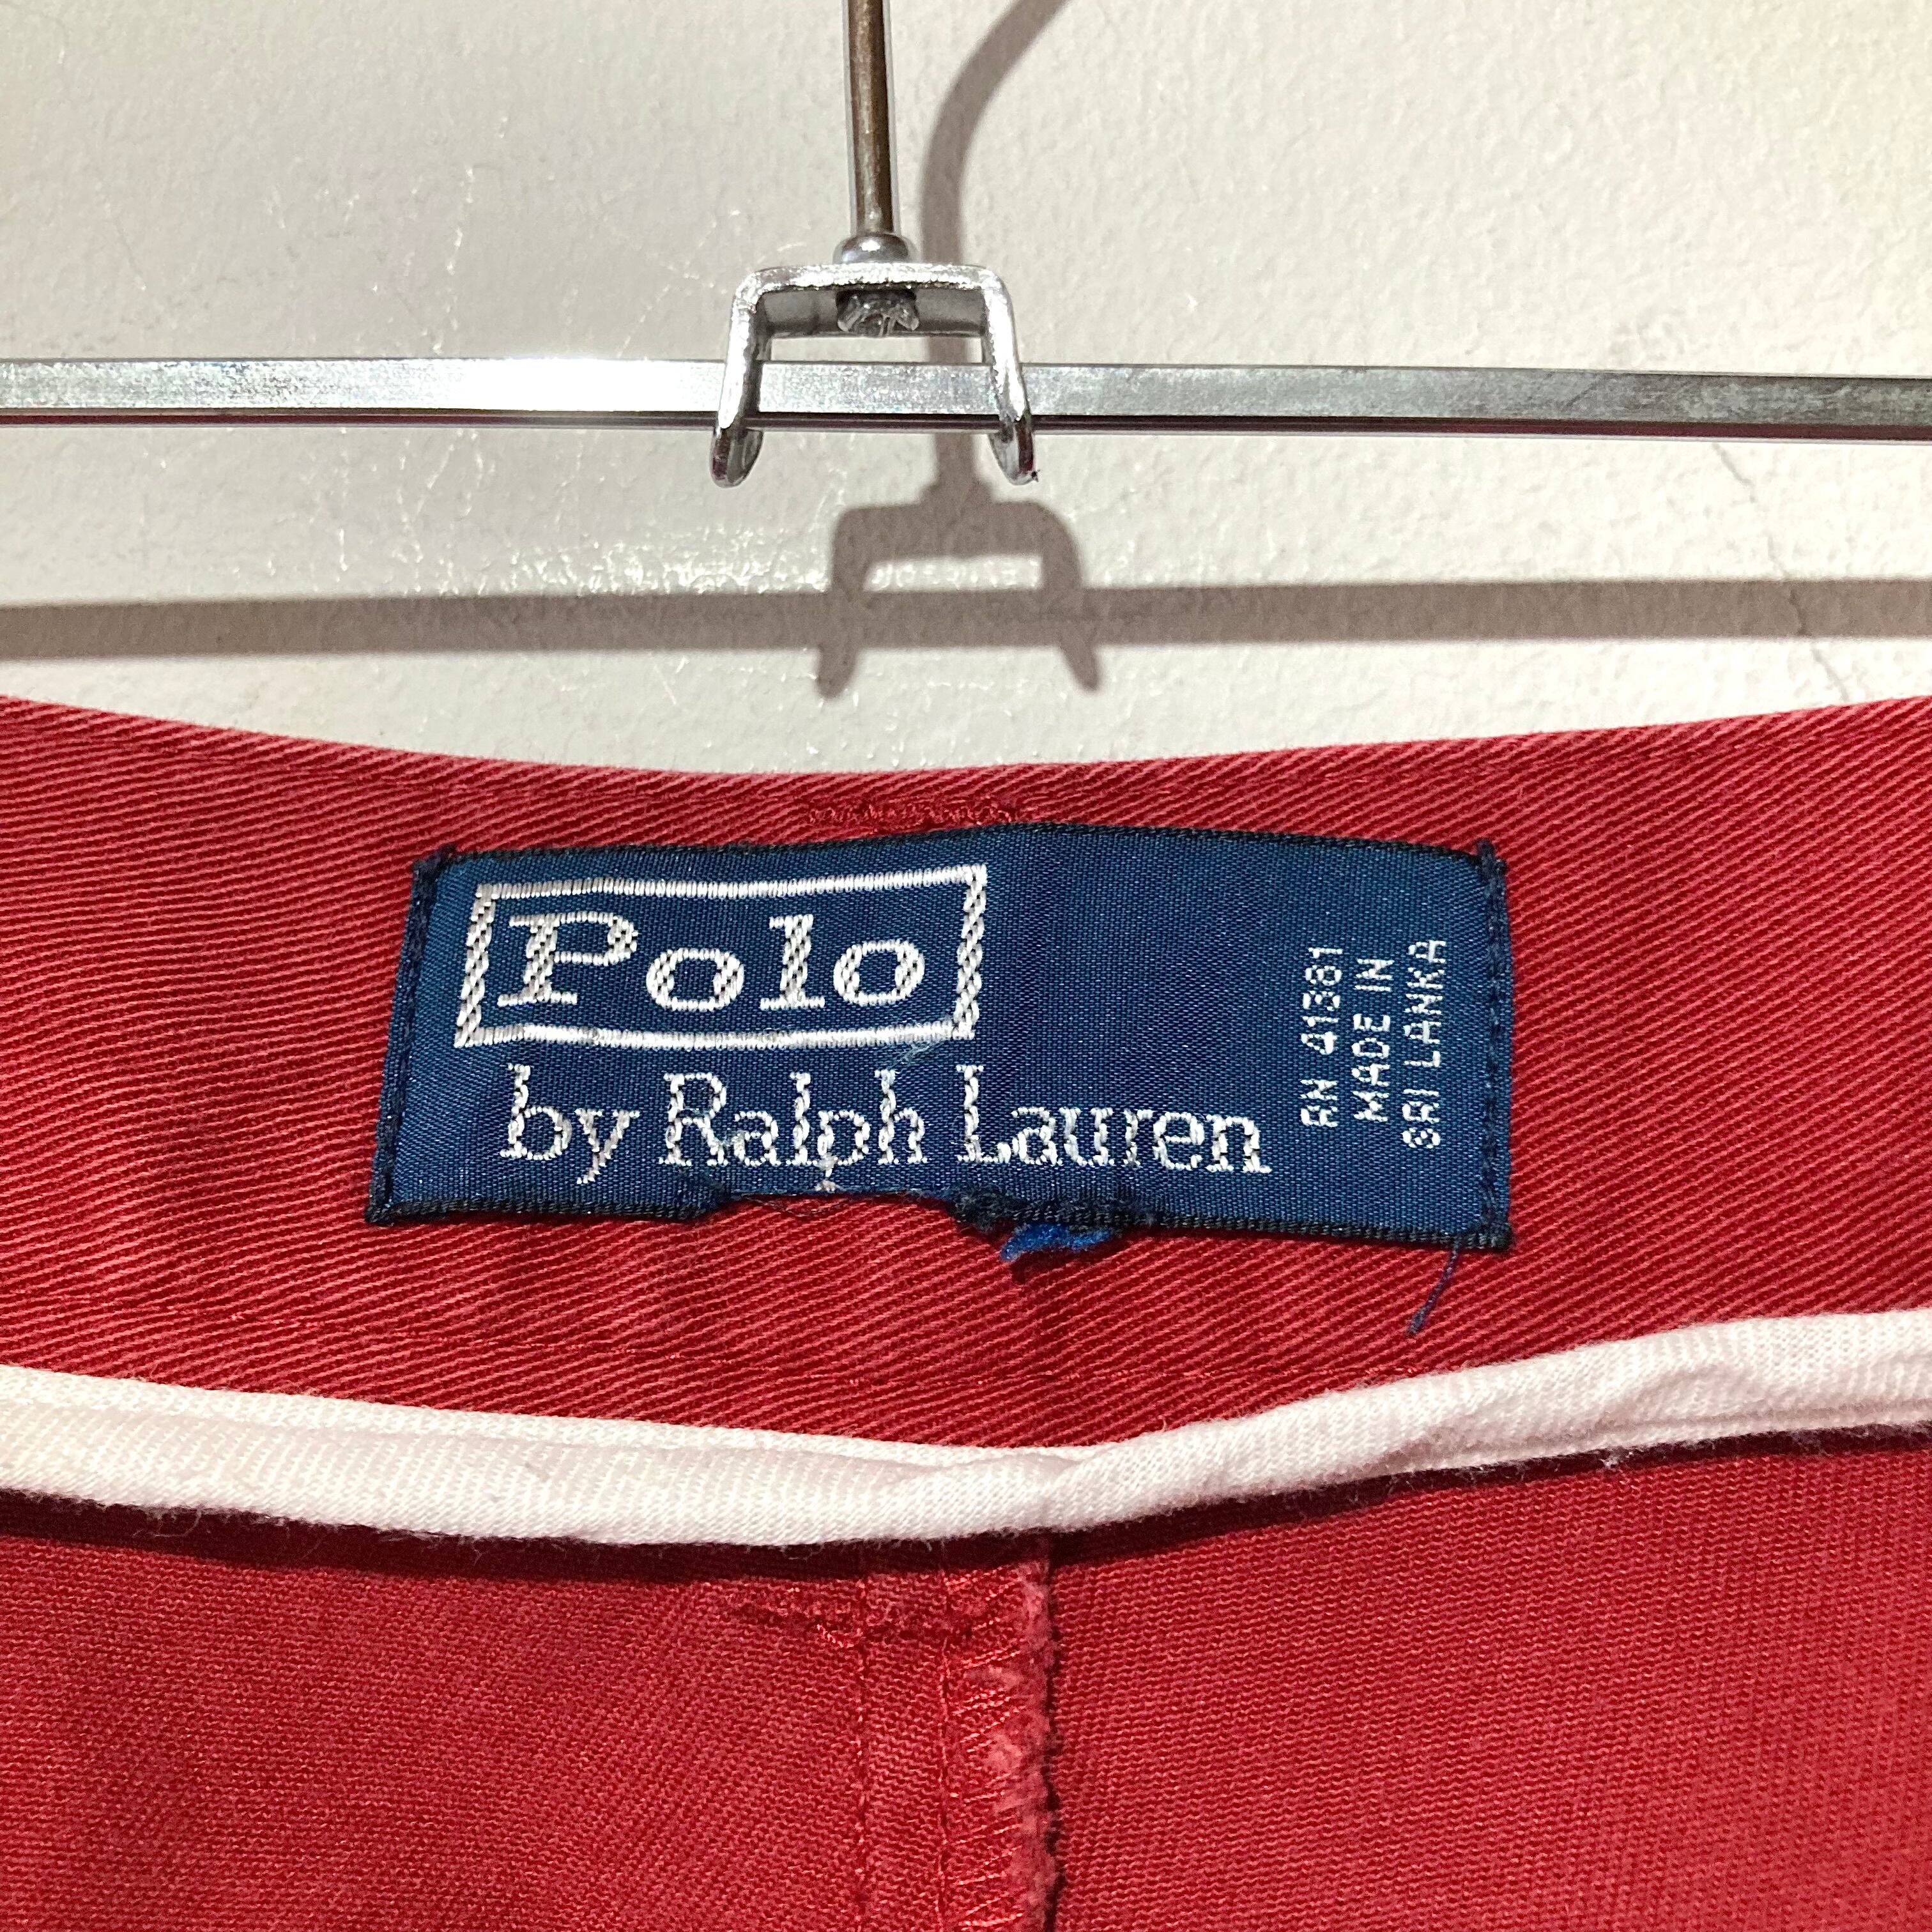 Polo
by Ralph Lauren
RN 41381
MADE IN
SRI LANKA